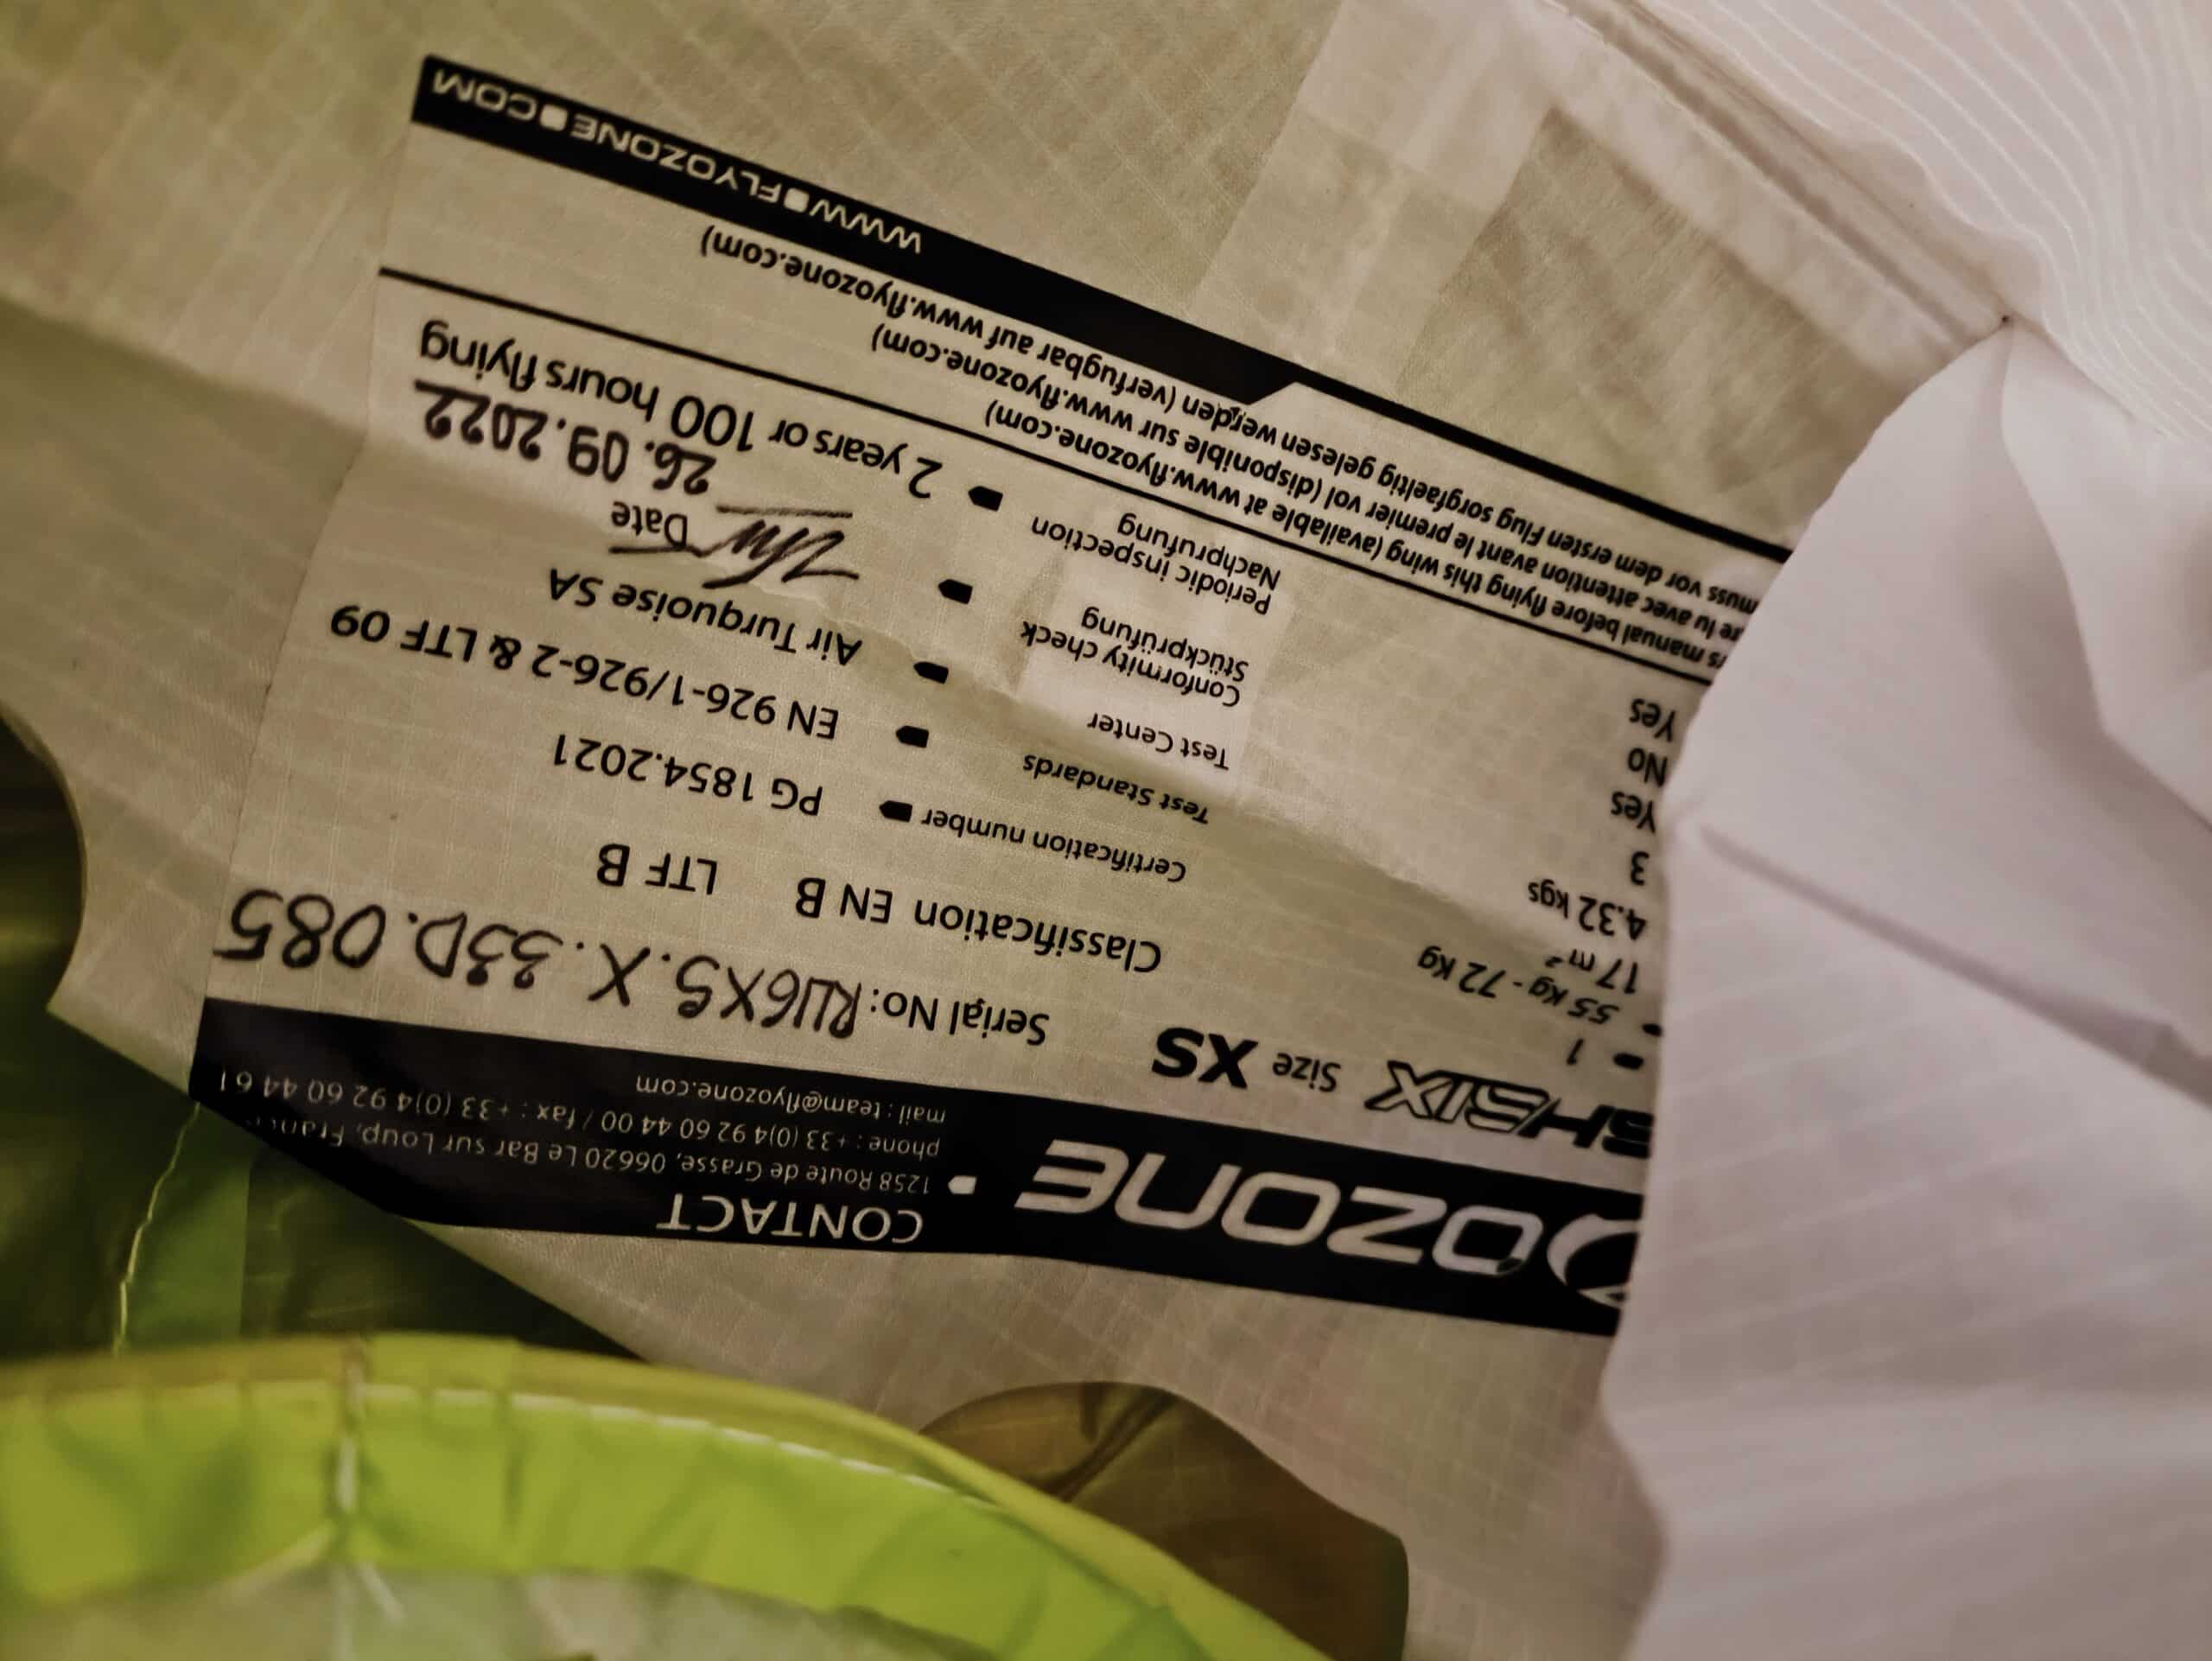 OZONE
CONTACT
1258 Route de Grasse, 06620 Le Bar sur Loup,
phone : +33 (0)4 92 60 44 00 / fax : +33 (0)4 92 60 44 61
mail : team@flyozone.com
SHSIX Size XS
Serial No: RU6XS.X.33D.085
1
55 kg - 72 kg
17 m²
4.32 kgs
3
Yes
No
Yes
Classification EN B LTF B
Certification number PG 1854.2021
Test Standards EN 926-1/926-2 & LTF 09
Test Center Air Turquoise SA
Conformity check
Stückprüfung
Date 26.09.2022
Periodic inspection
Nachprüfung
2 years or 100 hours flying
rs manual before flying this wing (available at www.flyozone.com)
re lu avec attention avant le premier vol (disponible sur www.flyozone.com)
muss vor dem ersten Flug sorgfaeltig gelesen werden (verfugbar auf www.flyozone.com)
WWW.FLYOZONE.COM